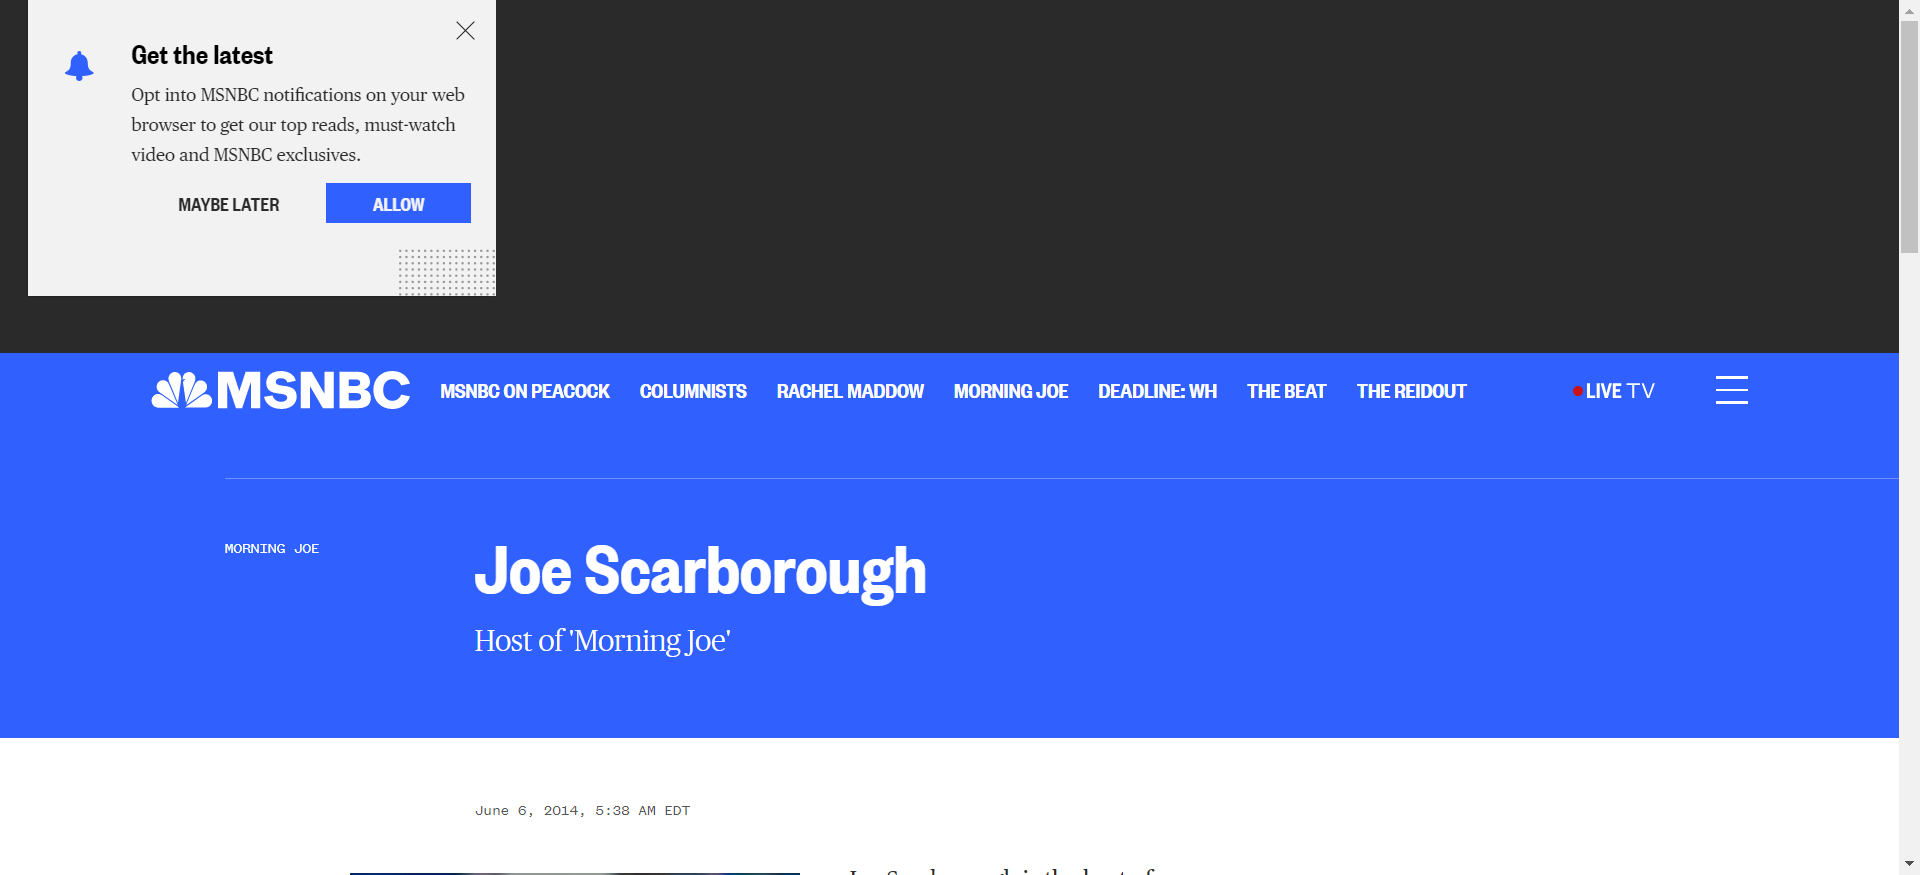 Get the latest
Opt into MSNBC notifications on your web
browser to get our top reads, must-watch
video and MSNBC exclusives.
MAYBE LATER
ALLOW
MSNBC
MSNBC ON PEACOCK
COLUMNISTS
RACHEL MADDOW
MORNING JOE
DEADLINE: WH
THE BEAT
THE REIDOUT
LIVE TV
MORNING JOE
Joe Scarborough
Host of 'Morning Joe'
June 6, 2014, 5:38 AM EDT